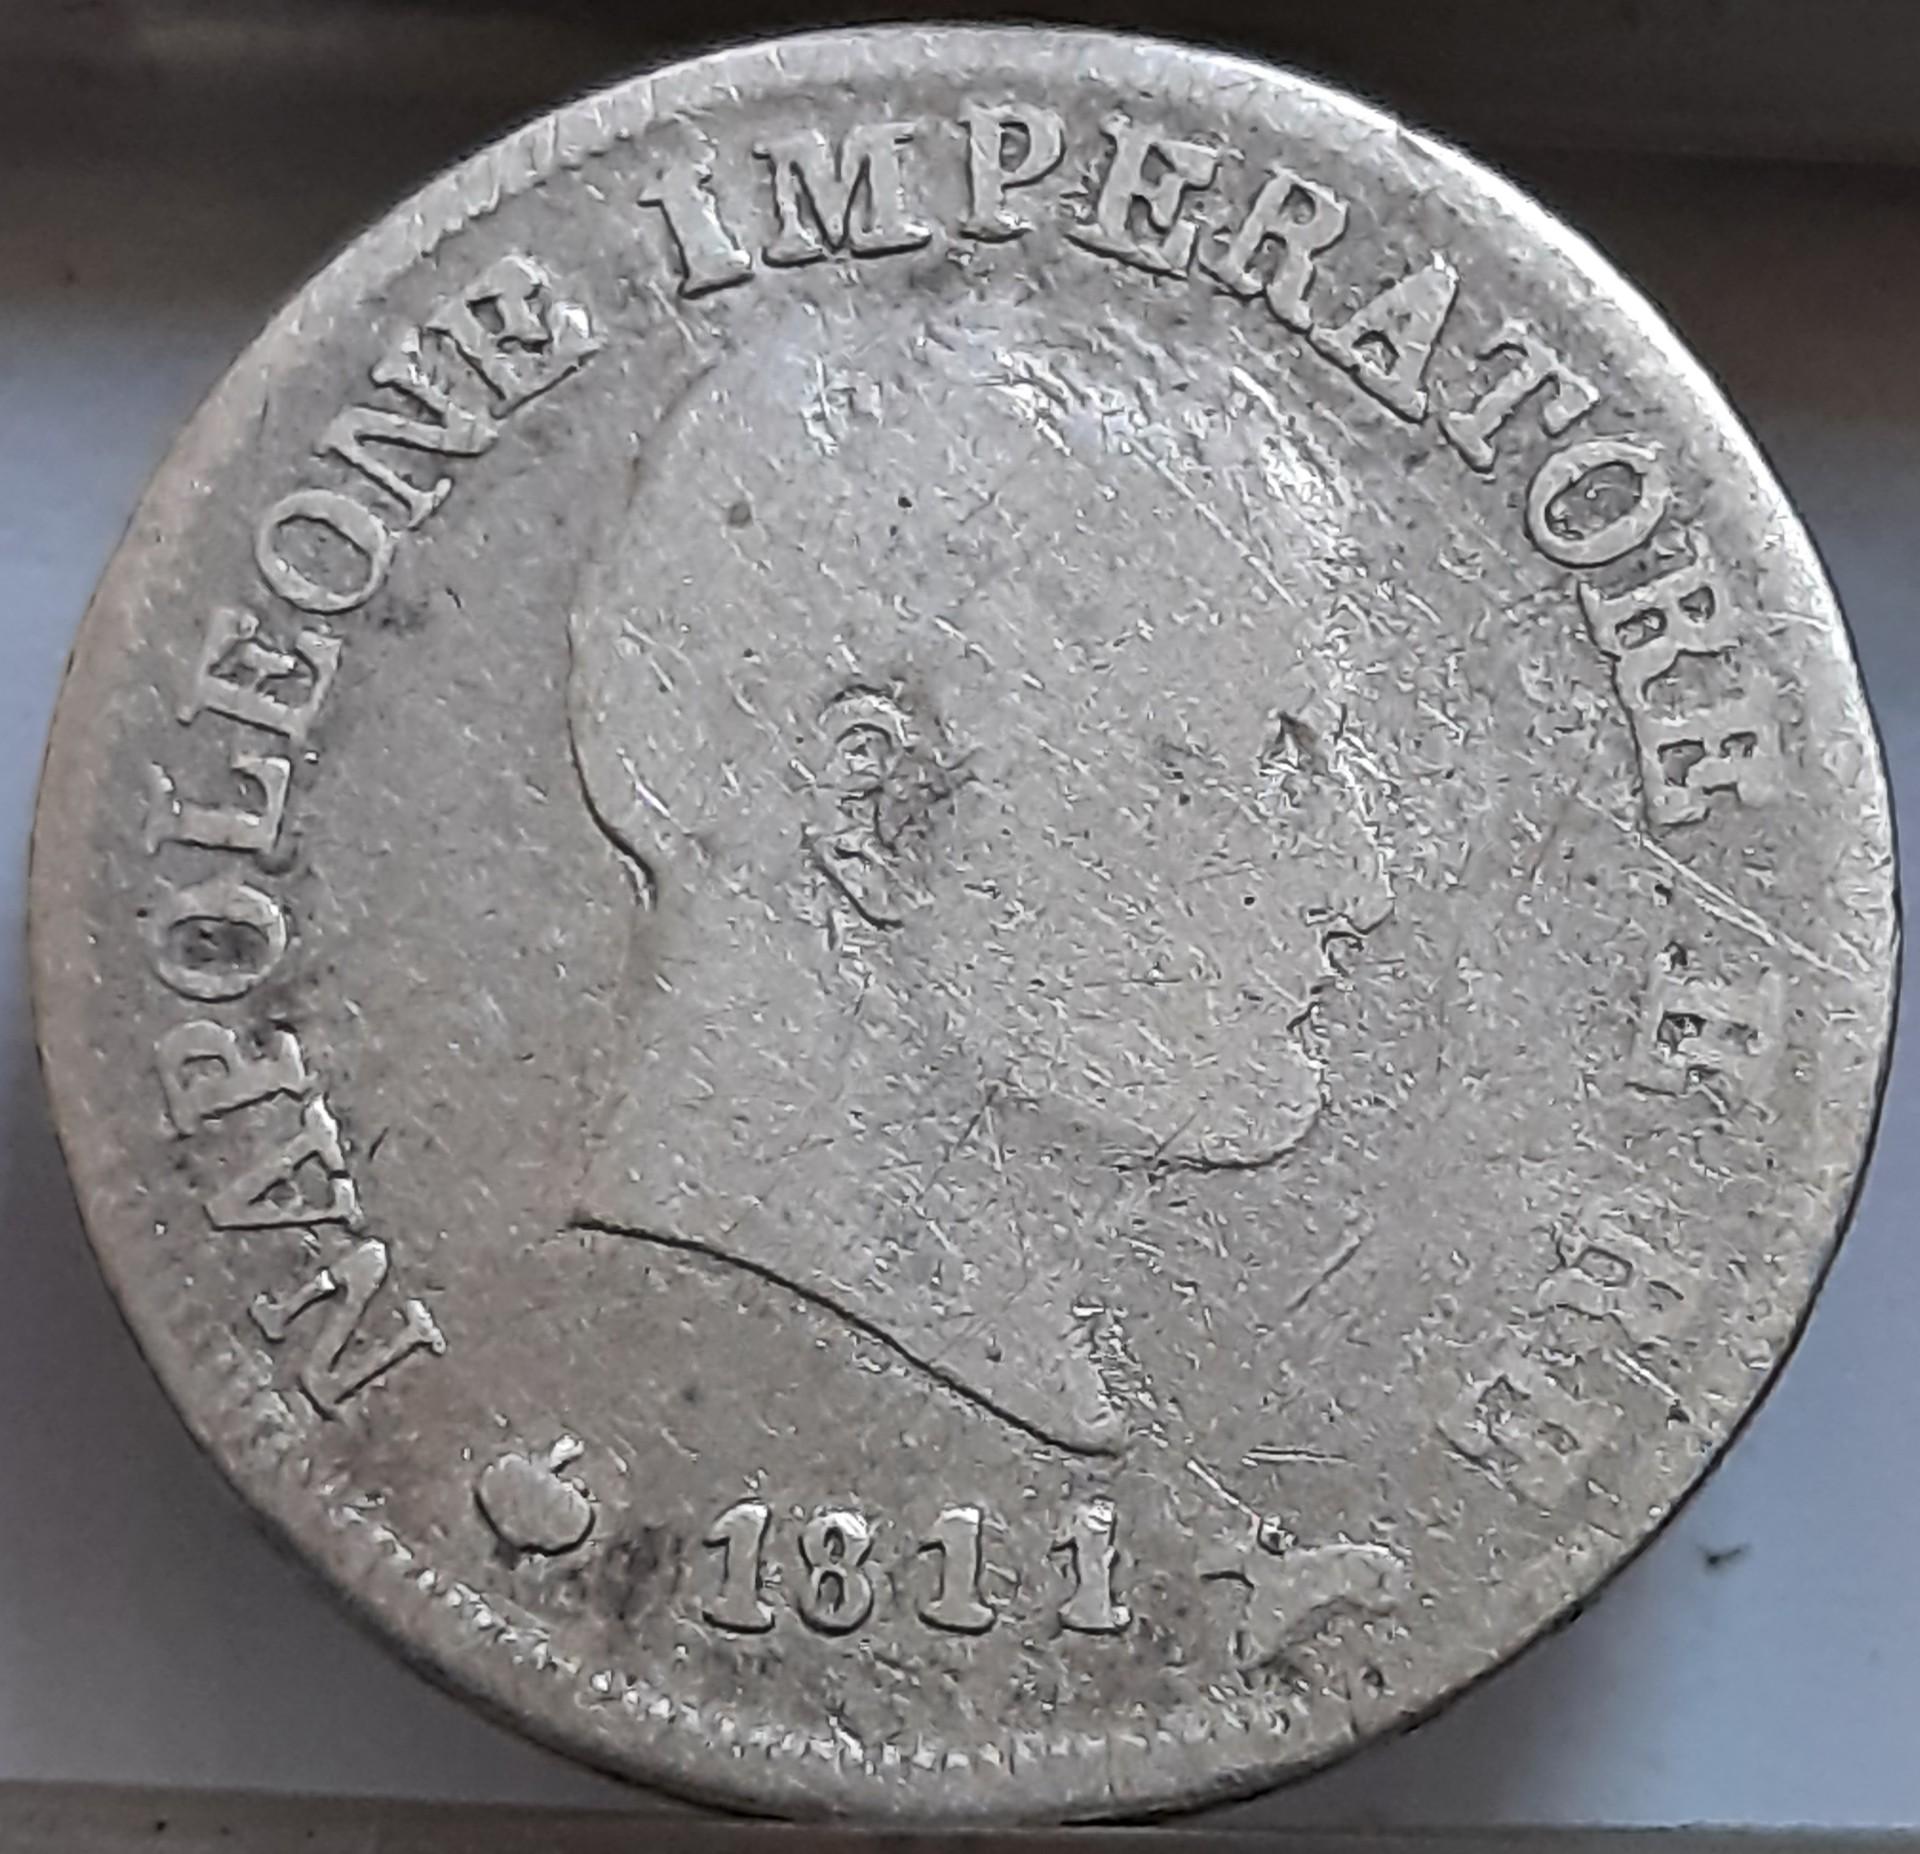 NAPOLEONE IMPERATORE E RE
1811